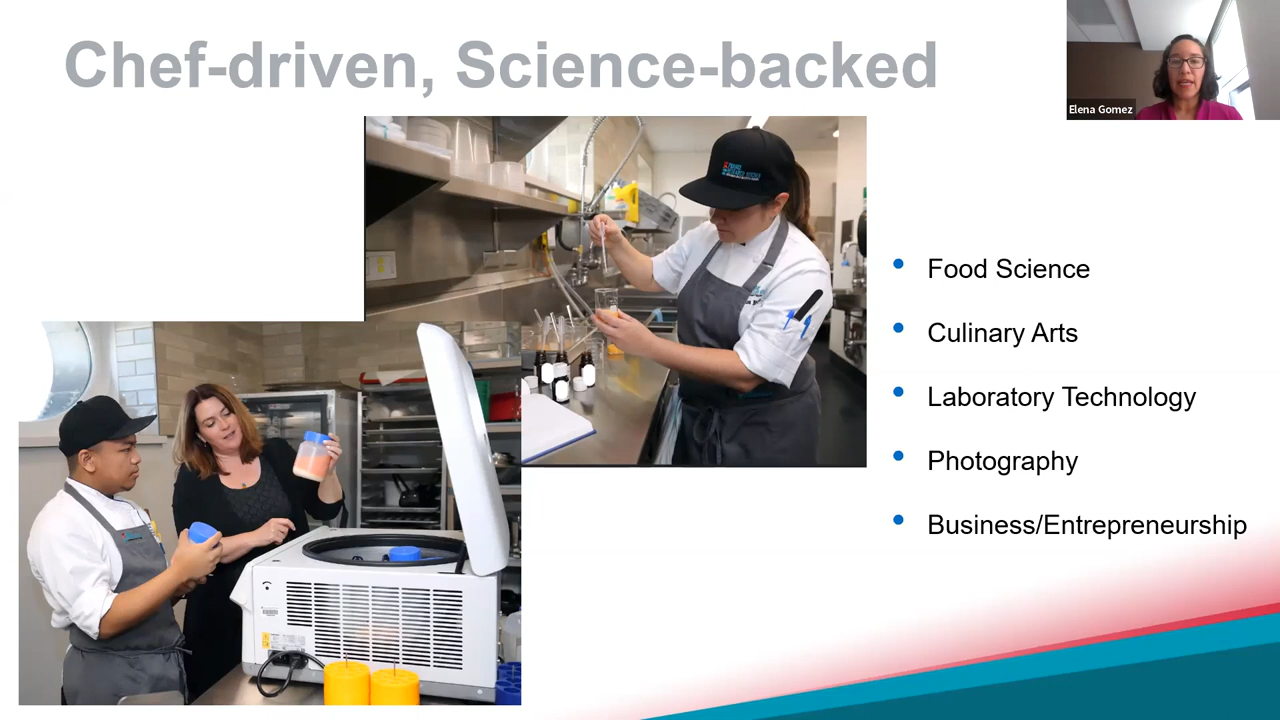 Chef-driven, Science-backed
Elena Gomez
Food Science
Culinary Arts
Laboratory Technology
Photography
Business/Entrepreneurship